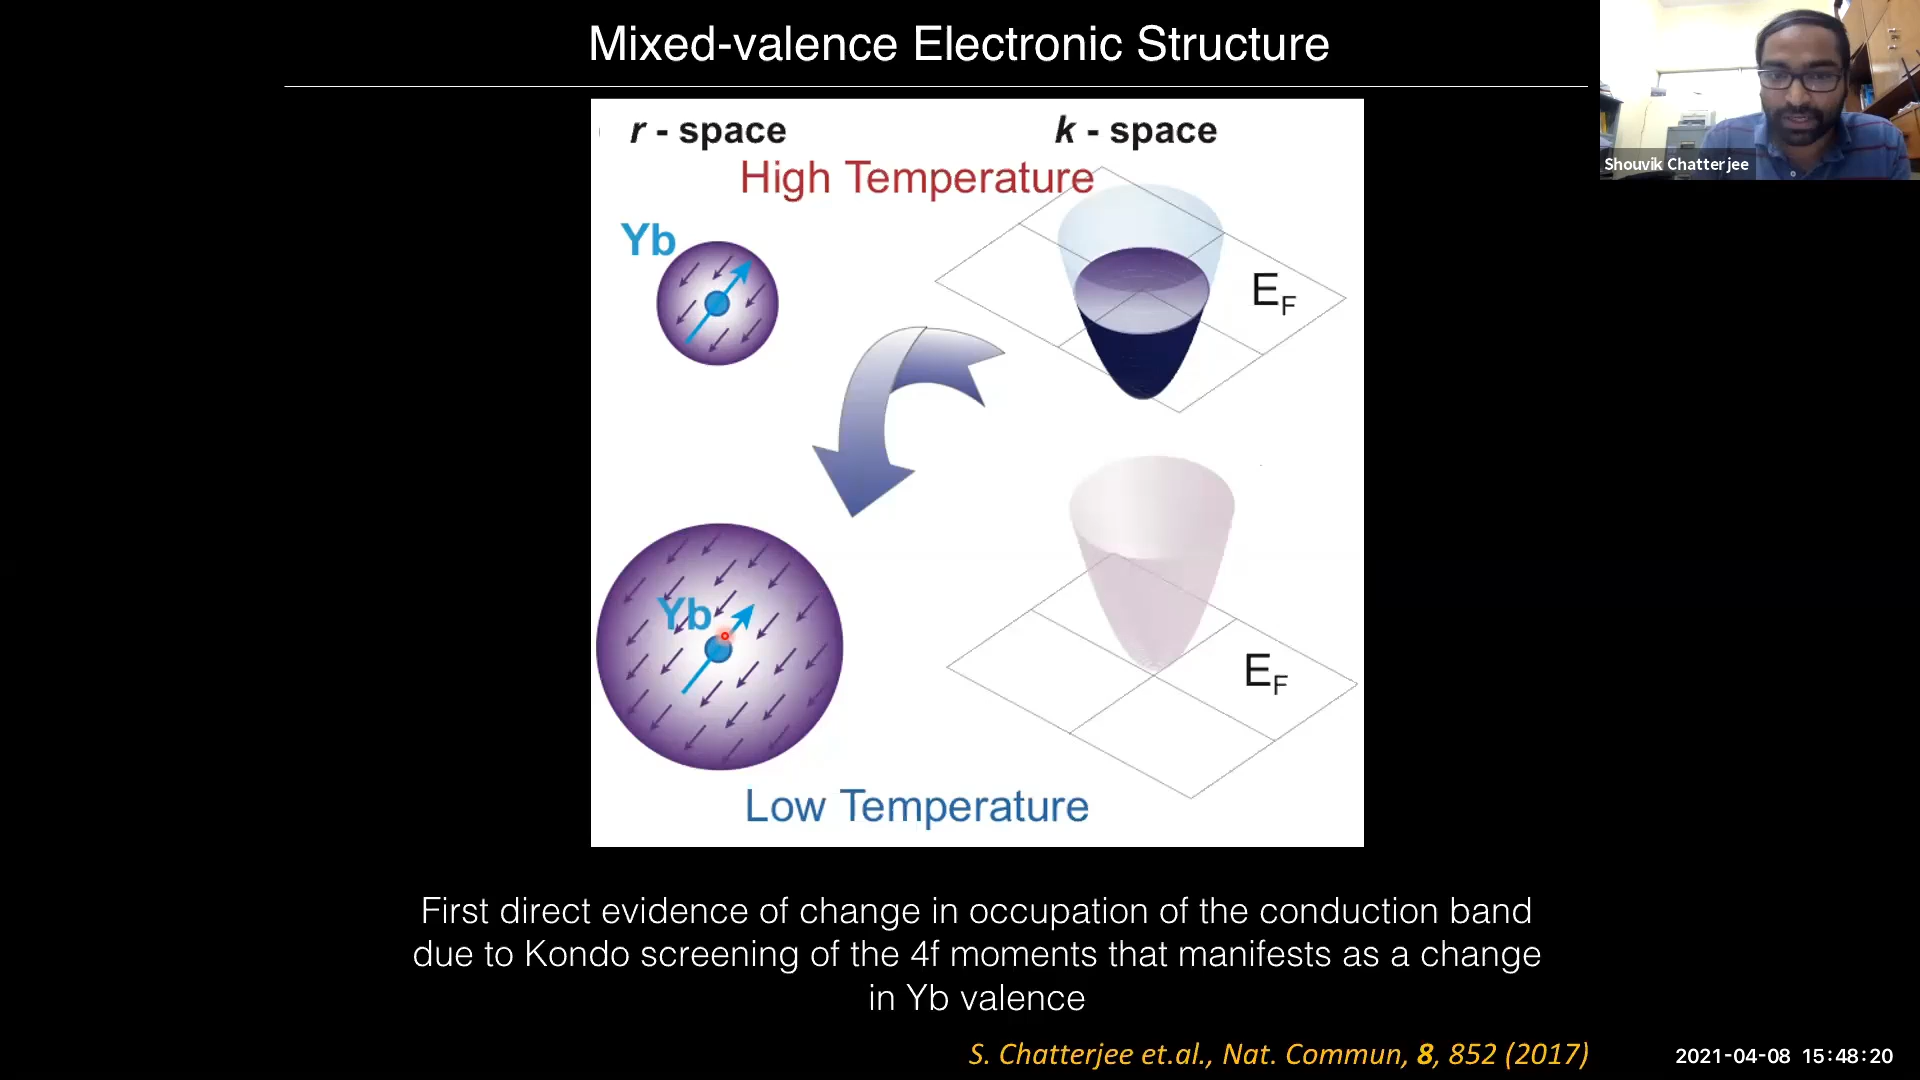 Mixed-valence Electronic Structure
Shouvik Chatterjee
r - space
k - space
High Temperature
Yb
E_F
Yb
E_F
Low Temperature
First direct evidence of change in occupation of the conduction band
due to Kondo screening of the 4f moments that manifests as a change
in Yb valence
S. Chatterjee et.al., Nat. Commun, 8, 852 (2017)
2021-04-08 15:48:20